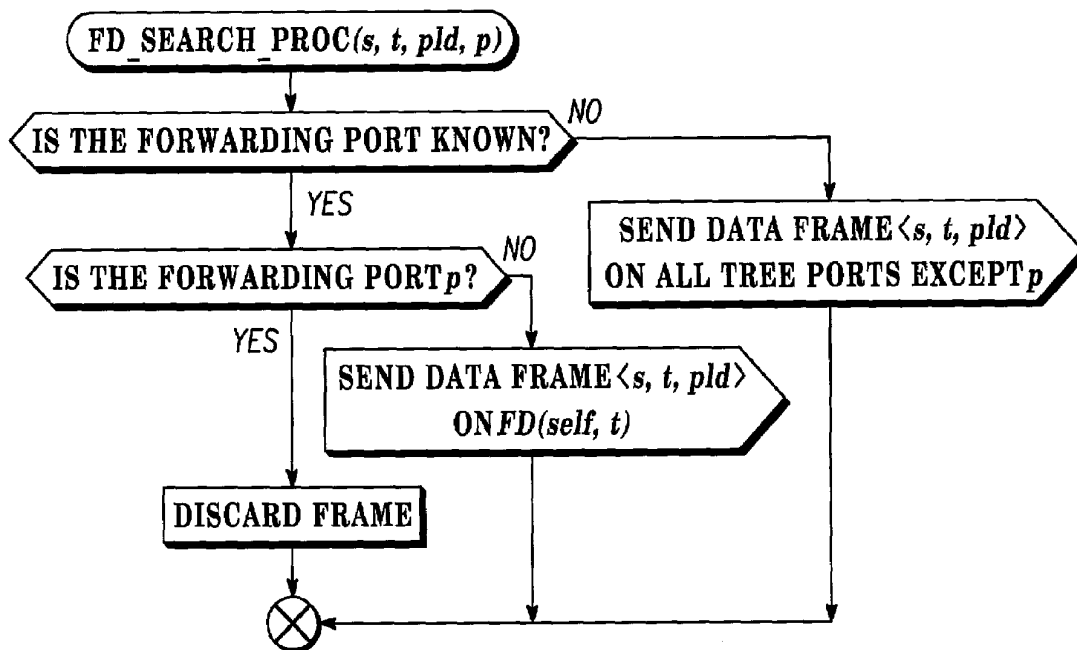 FD_SEARCH_PROC(s, t, pld, p)
IS THE FORWARDING PORT KNOWN?
NO
YES
SEND DATA FRAME<s, t, pld>
ON ALL TREE PORTS EXCEPT p
IS THE FORWARDING PORT p?
NO
YES
SEND DATA FRAME<s, t, pld>
ON FD(self, t)
DISCARD FRAME